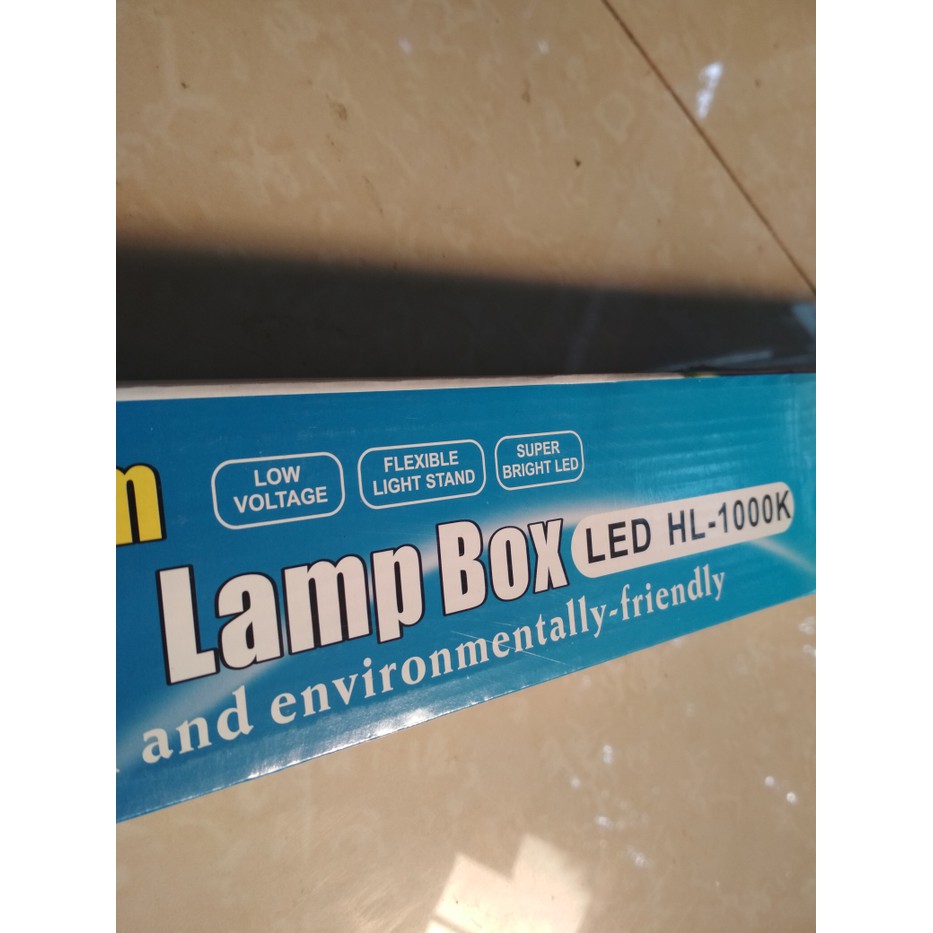 m
LOW
VOLTAGE
FLEXIBLE
LIGHT STAND
SUPER
BRIGHT LED
Lamp Box LED HL-1000K
and environmentally-friendly